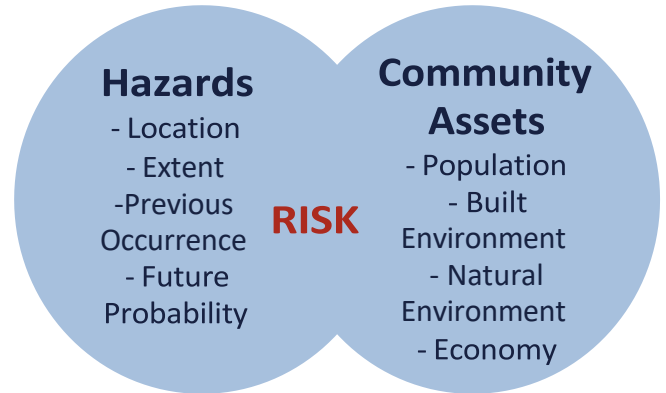 Hazards
- Location
- Extent
-Previous
Occurrence
- Future
Probability
RISK
Community
Assets
- Population
- Built
Environment
- Natural
Environment
- Economy